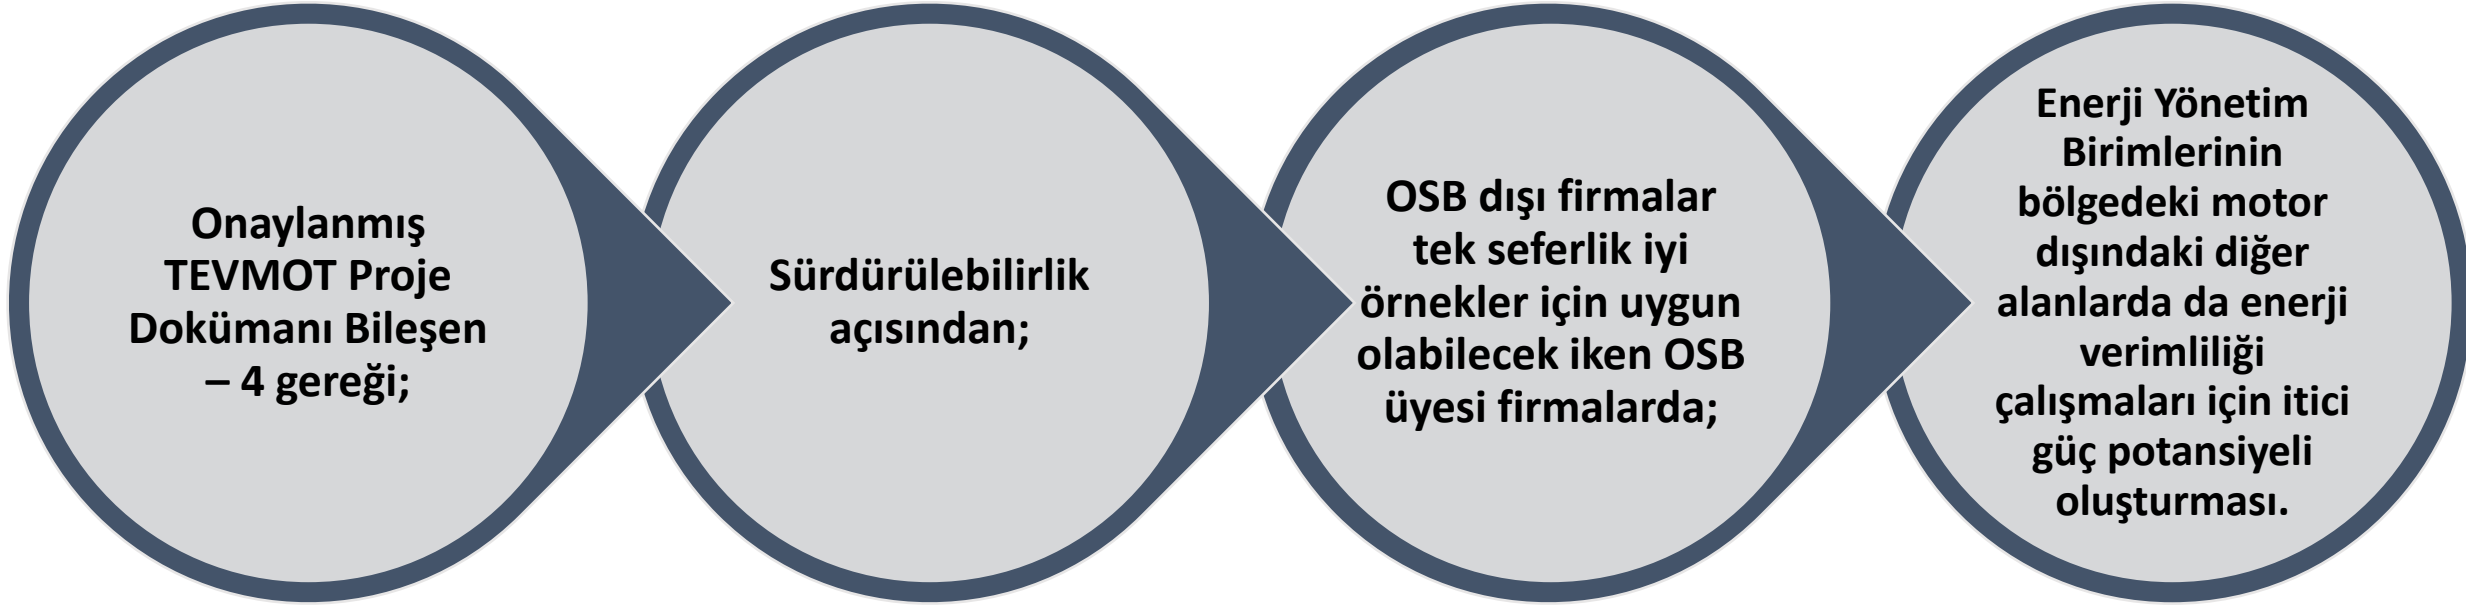 Onaylanmış
TEVMOT Proje
Dokümanı Bileşen
– 4 gereği;
Sürdürülebilirlik
açısından;
OSB dışı firmalar
tek seferlik iyi
örnekler için uygun
olabilecek iken OSB
üyesi firmalarda;
Enerji Yönetim
Birimlerinin
bölgedeki motor
dışındaki diğer
alanlarda da enerji
verimliliği
çalışmaları için itici
güç potansiyeli
oluşturması.